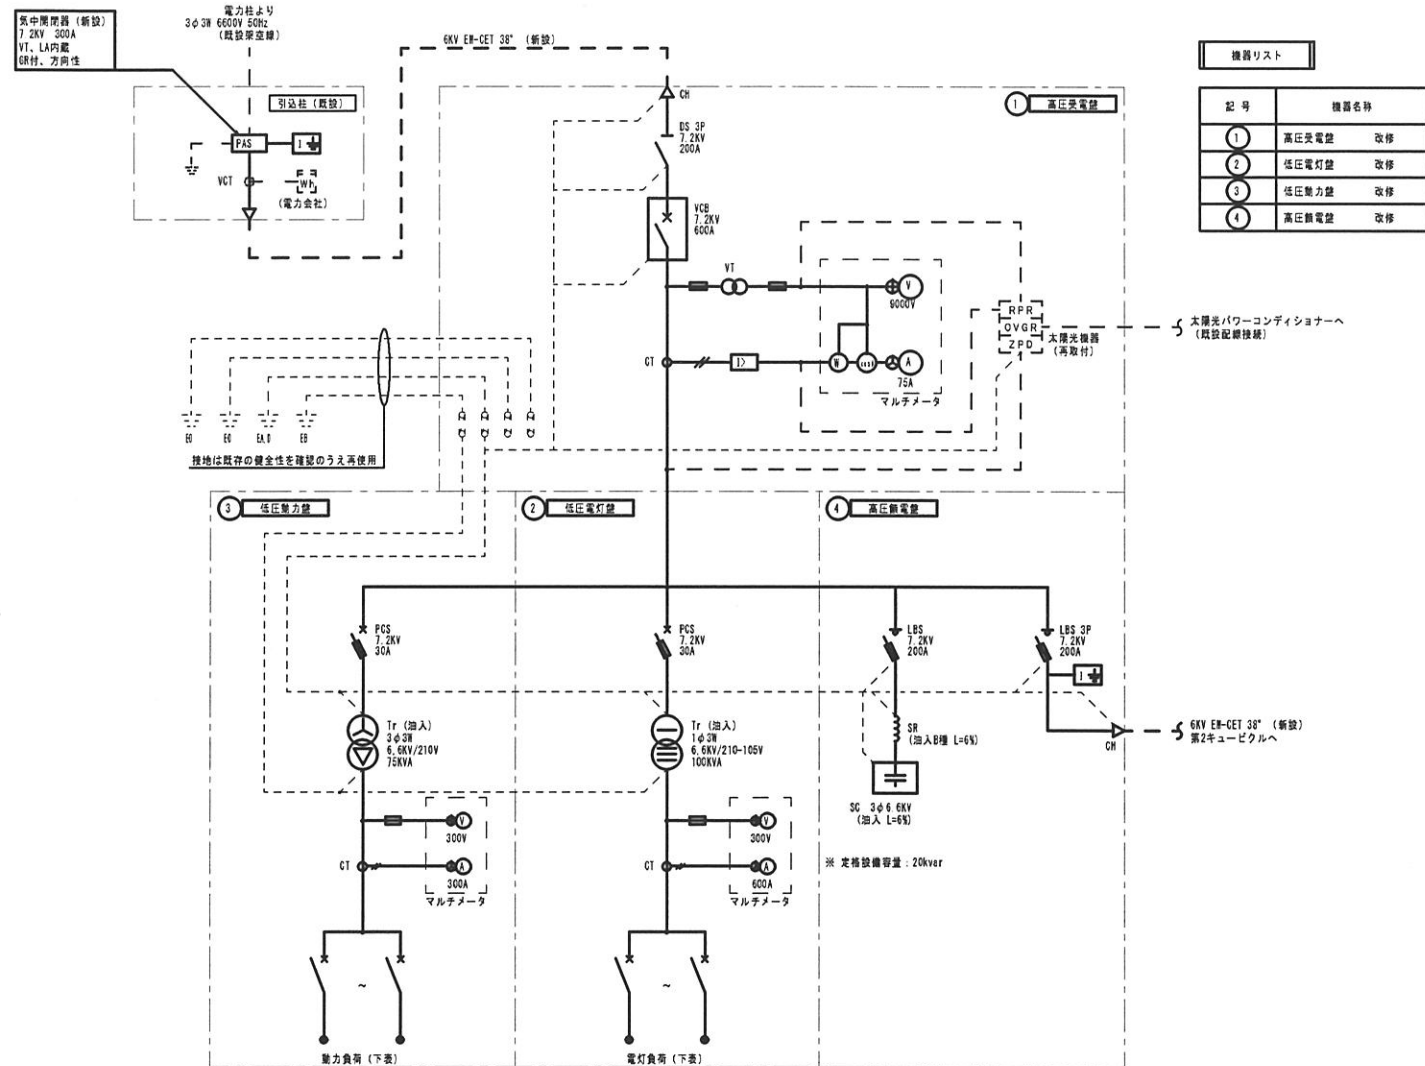 気中開閉器 (新設)
7.2KV 300A
VT、LA内蔵
GR付、方向性
電力柱より
3φ3W 6600V 50Hz
(既設架空線)
引込柱 (既設)
PAS
I
VCT
Wh
(電力会社)
6KV EM-CET 38° (新設)
CH
① 高圧受電盤
DS 3P
7.2KV
200A
VCB
7.2KV
600A
VT
V
9000V
CT
I>
W
cosφ
A
75A
マルチメータ
RPR
OVGR
ZPD
太陽光機器
(再取付)
太陽光パワーコンディショナーへ
(既設配線接続)
機器リスト
記 号 機器名称
① 高圧受電盤 改修
② 低圧電灯盤 改修
③ 低圧動力盤 改修
④ 高圧饋電盤 改修
EO EO EA,D EB
接地は既存の健全性を確認のうえ再使用
③ 低圧動力盤
PCS
7.2KV
30A
Tr (油入)
3φ3W
6.6KV/210V
75KVA
V
300V
CT
A
300A
マルチメータ
~
動力負荷 (下表)
② 低圧電灯盤
PCS
7.2KV
30A
Tr (油入)
1φ3W
6.6KV/210-105V
100KVA
V
300V
CT
A
600A
マルチメータ
~
電灯負荷 (下表)
④ 高圧饋電盤
LBS
7.2KV
200A
SR
(油入B種 L=6%)
SC 3φ6.6KV
(油入 L=6%)
※ 定格設備容量：20kvar
LBS 3P
7.2KV
200A
I
CH
6KV EM-CET 38° (新設)
第2キュービクルへ